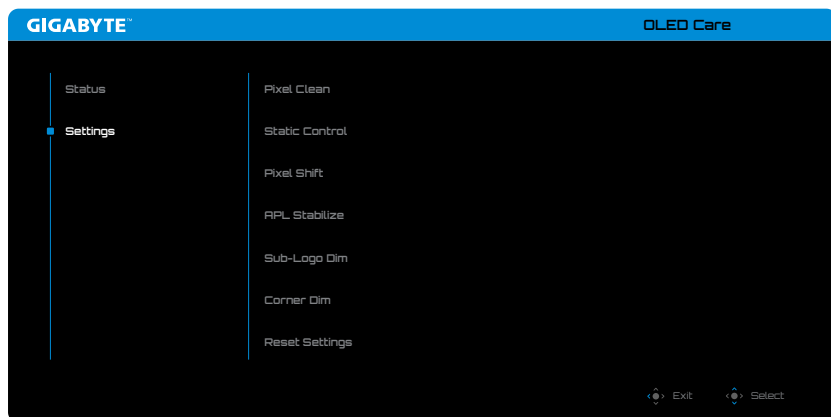 GIGABYTE™
OLED Care
Status
Settings
Pixel Clean
Static Control
Pixel Shift
APL Stabilize
Sub-Logo Dim
Corner Dim
Reset Settings
Exit
Select